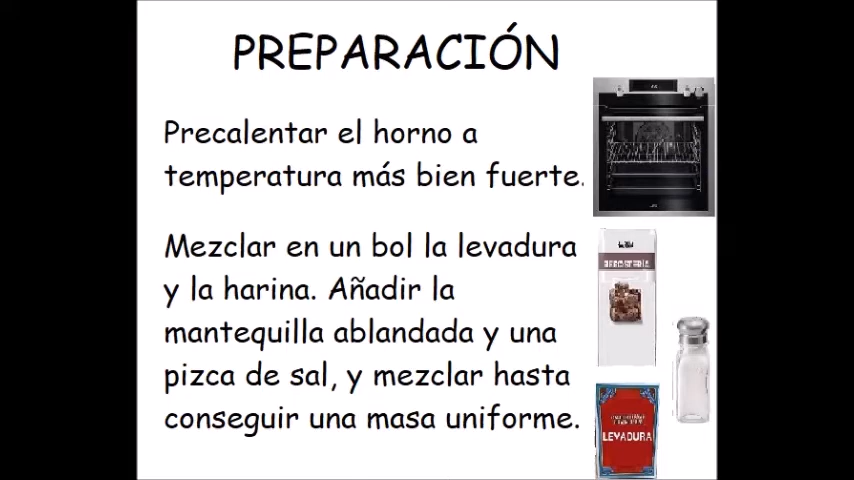 PREPARACIÓN
Precalentar el horno a
temperatura más bien fuerte.
Mezclar en un bol la levadura
y la harina. Añadir la
mantequilla ablandada y una
pizca de sal, y mezclar hasta
conseguir una masa uniforme.
LEVADURA